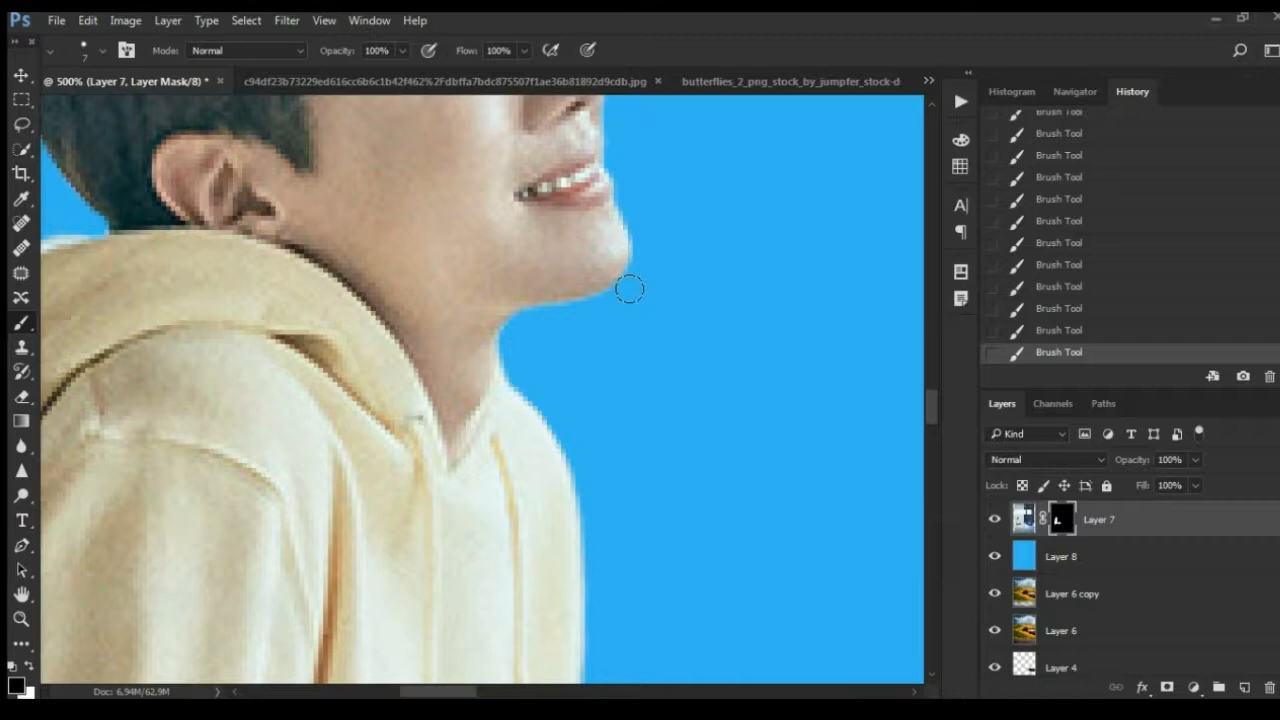 Ps File Edit Image Layer Type Select Filter View Window Help
7 Mode: Normal Opacity: 100% Flow: 100%
@ 500% (Layer 7, Layer Mask/8) * × c94df23b73229ed616cc6b6c1b42f462%2Fdbffa7bdc875507f1ae36b81892d9cdb.jpg × butterflies_2_png_stock_by_jumpfer_stock-d
Histogram Navigator History
Brush Tool
Brush Tool
Brush Tool
Brush Tool
Brush Tool
Brush Tool
Brush Tool
Brush Tool
Brush Tool
Brush Tool
Brush Tool
Brush Tool
Layers Channels Paths
Kind
Normal Opacity: 100%
Lock: Fill: 100%
Layer 7
Layer 8
Layer 6 copy
Layer 6
Layer 4
Doc: 6,94M/62,9M